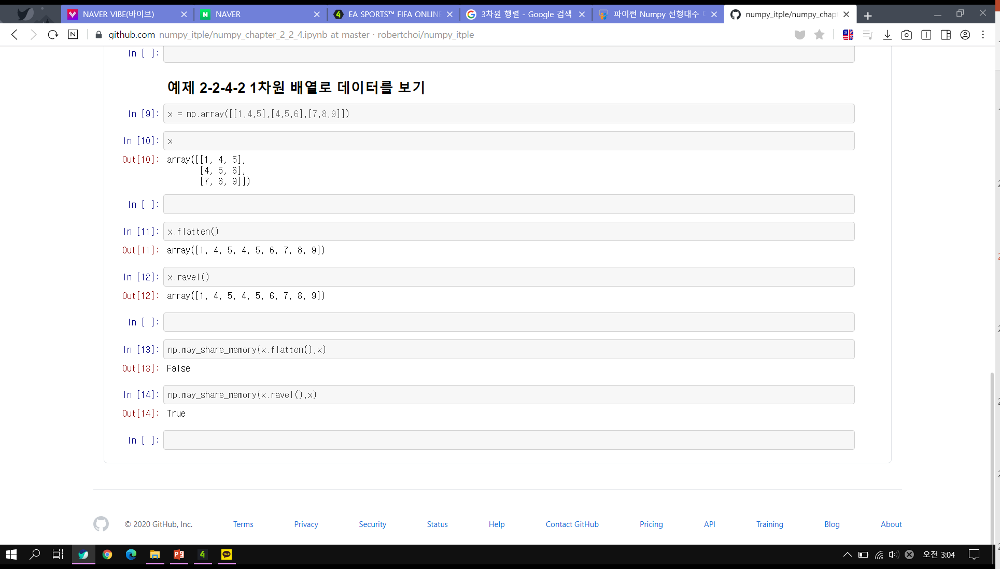 NAVER VIBE(바이브)
NAVER
EA SPORTS™ FIFA ONLINE
3차원 행렬 - Google 검색
파이썬 Numpy 선형대수
numpy_itple/numpy_chap
github.com numpy_itple/numpy_chapter_2_2_4.ipynb at master · robertchoi/numpy_itple
In [ ]:
예제 2-2-4-2 1차원 배열로 데이터를 보기
In [9]: x = np.array([[1,4,5],[4,5,6],[7,8,9]])
In [10]: x
Out[10]: array([[1, 4, 5],
[4, 5, 6],
[7, 8, 9]])
In [ ]:
In [11]: x.flatten()
Out[11]: array([1, 4, 5, 4, 5, 6, 7, 8, 9])
In [12]: x.ravel()
Out[12]: array([1, 4, 5, 4, 5, 6, 7, 8, 9])
In [ ]:
In [13]: np.may_share_memory(x.flatten(),x)
Out[13]: False
In [14]: np.may_share_memory(x.ravel(),x)
Out[14]: True
In [ ]:
© 2020 GitHub, Inc. Terms Privacy Security Status Help Contact GitHub Pricing API Training Blog About
오전 3:04